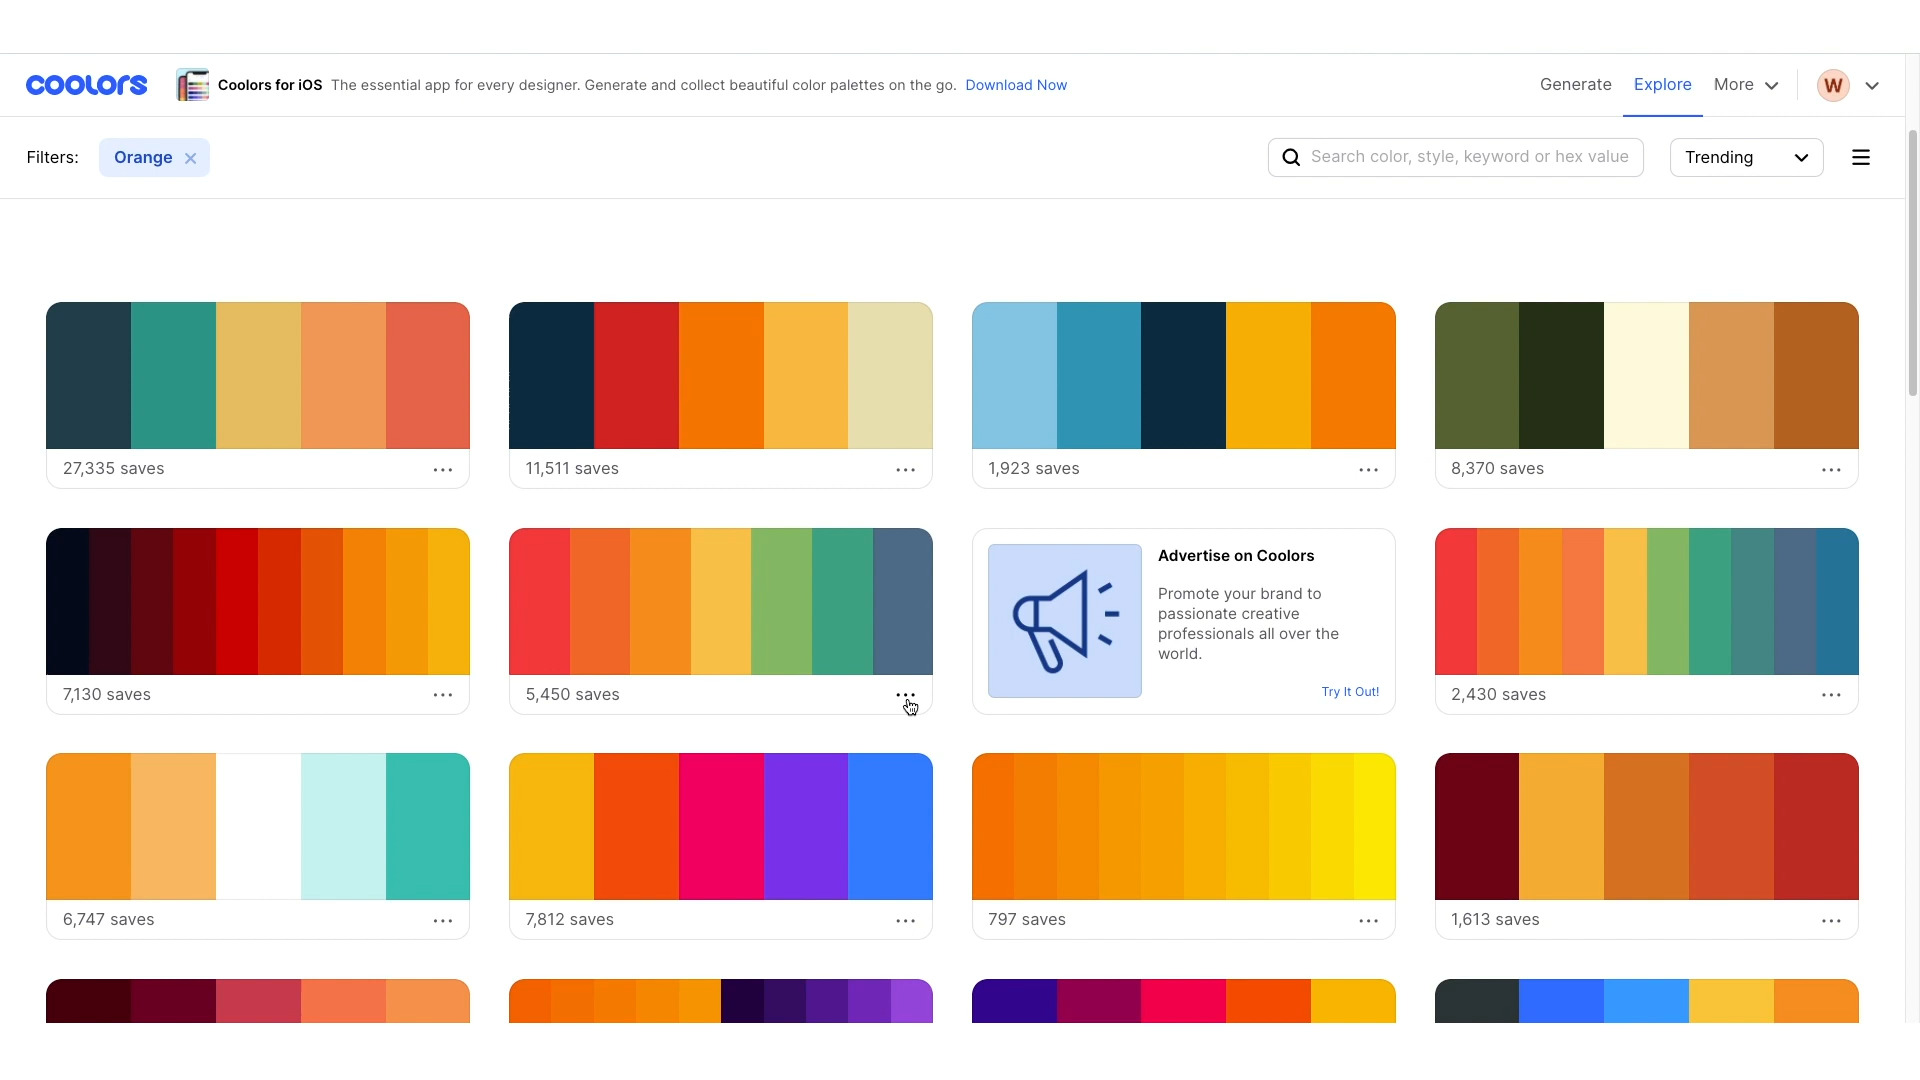 coolors
Coolors for iOS The essential app for every designer. Generate and collect beautiful color palettes on the go. Download Now
Generate Explore More W
Filters: Orange Search color, style, keyword or hex value Trending
27,335 saves
11,511 saves
1,923 saves
8,370 saves
7,130 saves
5,450 saves
Advertise on Coolors
Promote your brand to
passionate creative
professionals all over the
world.
Try It Out!
2,430 saves
6,747 saves
7,812 saves
797 saves
1,613 saves